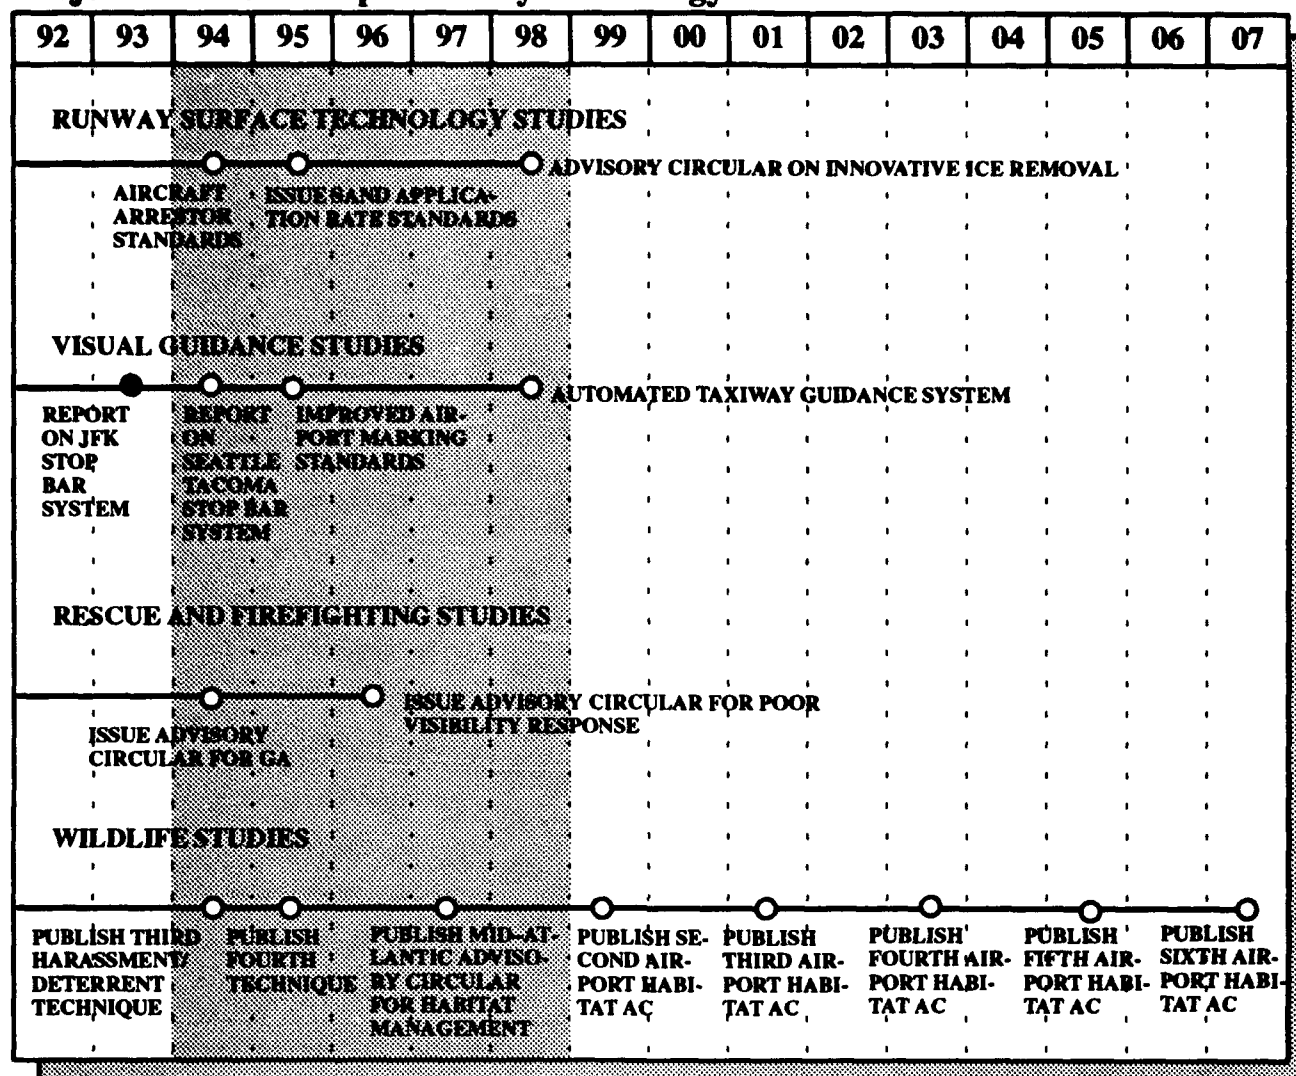 92 93 94 95 96 97 98 99 00 01 02 03 04 05 06 07
RUNWAY SURFACE TECHNOLOGY STUDIES
ADVISORY CIRCULAR ON INNOVATIVE ICE REMOVAL
AIRCRAFT
ARRESTOR
STANDARDS
ISSUE SAND APPLICA-
TION RATE STANDARDS
VISUAL GUIDANCE STUDIES
AUTOMATED TAXIWAY GUIDANCE SYSTEM
REPORT
ON JFK
STOP
BAR
SYSTEM
REPORT
ON
SEATTLE
TACOMA
STOP BAR
SYSTEM
IMPROVED AIR-
PORT MARKING
STANDARDS
RESCUE AND FIREFIGHTING STUDIES
ISSUE ADVISORY
CIRCULAR FOR GA
ISSUE ADVISORY CIRCULAR FOR POOR
VISIBILITY RESPONSE
WILDLIFE STUDIES
PUBLISH THIRD
HARASSMENT/
DETERRENT
TECHNIQUE
PUBLISH
FOURTH
TECHNIQUE
PUBLISH MID-AT-
LANTIC ADVISO-
RY CIRCULAR
FOR HABITAT
MANAGEMENT
PUBLISH SE-
COND AIR-
PORT HABI-
TAT AC
PUBLISH
THIRD AIR-
PORT HABI-
TAT AC
PUBLISH
FOURTH AIR-
PORT HABI-
TAT AC
PUBLISH
FIFTH AIR-
PORT HABI-
TAT AC
PUBLISH
SIXTH AIR-
PORT HABI-
TAT AC